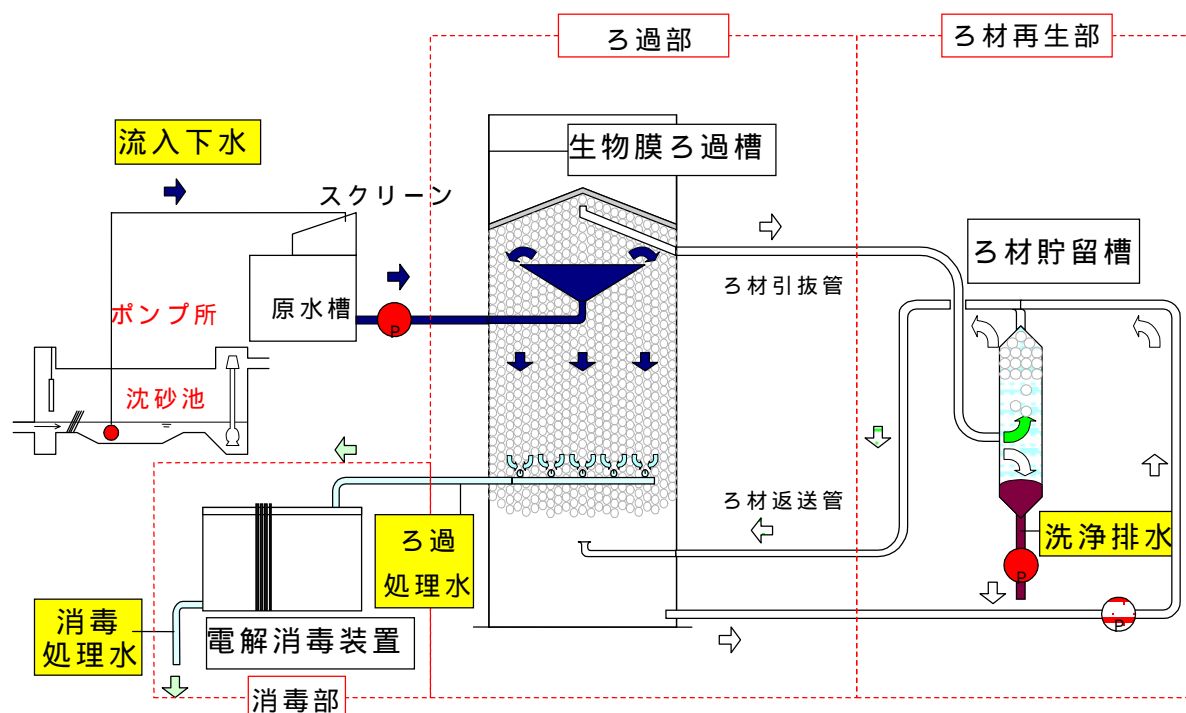 ろ過部
ろ材再生部
流入下水
生物膜ろ過槽
スクリーン
ろ材貯留槽
ろ材引抜管
原水槽
ポンプ所
P
沈砂池
ろ材返送管
ろ過
処理水
洗浄排水
P
消毒
処理水
電解消毒装置
P
消毒部